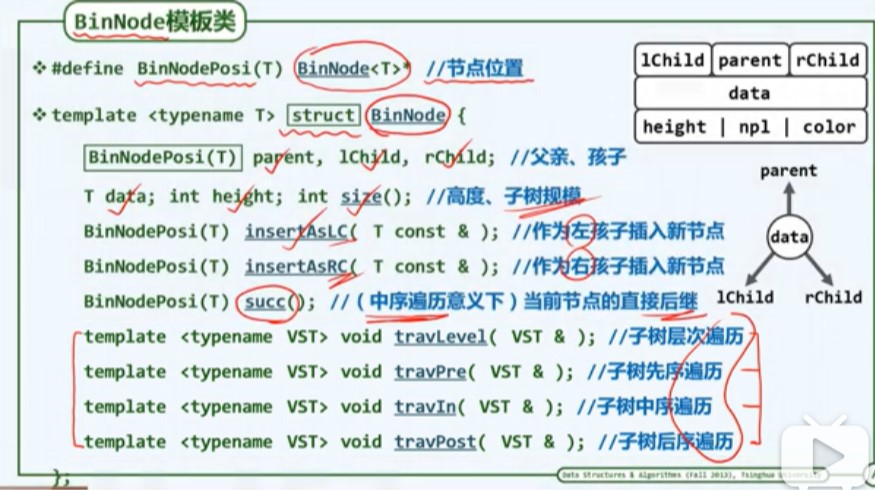 BinNode模板类
❖ #define BinNodePosi(T) BinNode<T>* //节点位置
❖ template <typename T> struct BinNode {
BinNodePosi(T) parent, lChild, rChild; //父亲、孩子
T data; int height; int size(); //高度、子树规模
BinNodePosi(T) insertAsLC( T const & ); //作为左孩子插入新节点
BinNodePosi(T) insertAsRC( T const & ); //作为右孩子插入新节点
BinNodePosi(T) succ(); //（中序遍历意义下）当前节点的直接后继
template <typename VST> void travLevel( VST & ); //子树层次遍历
template <typename VST> void travPre( VST & ); //子树先序遍历
template <typename VST> void travIn( VST & ); //子树中序遍历
template <typename VST> void travPost( VST & ); //子树后序遍历
};
lChild parent rChild
data
height | npl | color
parent
data
lChild rChild
Data Structures & Algorithms (Fall 2013), Tsinghua University